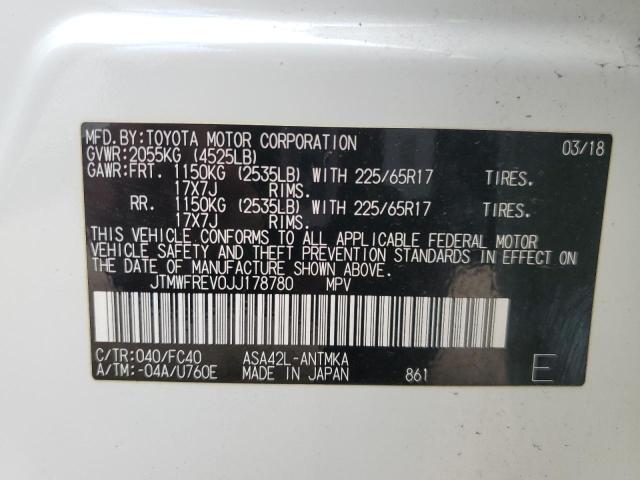 MFD.BY:TOYOTA MOTOR CORPORATION 03/18
GVWR:2055KG (4525LB)
GAWR:FRT. 1150KG (2535LB) WITH 225/65R17 TIRES.
17X7J RIMS.
RR. 1150KG (2535LB) WITH 225/65R17 TIRES.
17X7J RIMS.
THIS VEHICLE CONFORMS TO ALL APPLICABLE FEDERAL MOTOR
VEHICLE SAFETY AND THEFT PREVENTION STANDARDS IN EFFECT ON
THE DATE OF MANUFACTURE SHOWN ABOVE.
JTMWFREV0JJ178780 MPV
C/TR:040/FC40 ASA42L-ANTMKA
A/TM:-04A/U760E MADE IN JAPAN 861 E